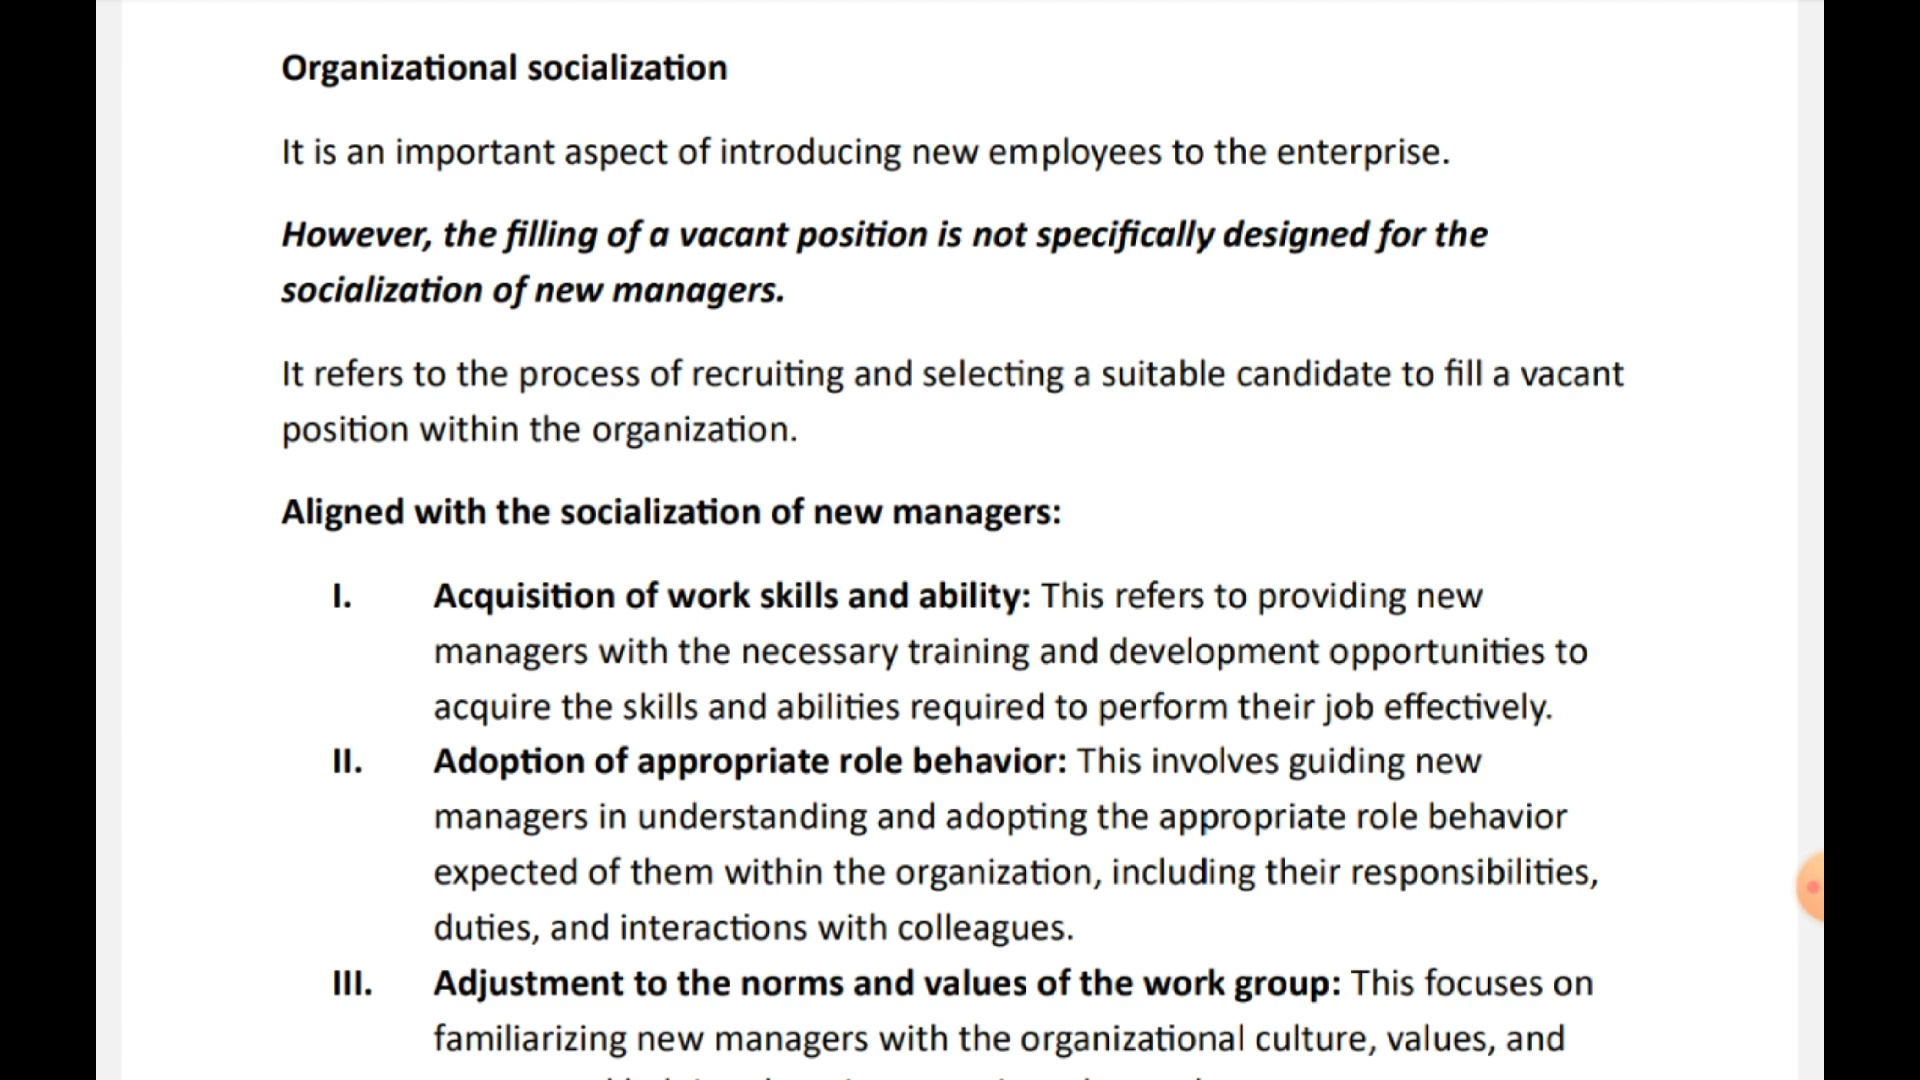 Organizational socialization
It is an important aspect of introducing new employees to the enterprise.
However, the filling of a vacant position is not specifically designed for the
socialization of new managers.
It refers to the process of recruiting and selecting a suitable candidate to fill a vacant
position within the organization.
Aligned with the socialization of new managers:
I. Acquisition of work skills and ability: This refers to providing new
managers with the necessary training and development opportunities to
acquire the skills and abilities required to perform their job effectively.
II. Adoption of appropriate role behavior: This involves guiding new
managers in understanding and adopting the appropriate role behavior
expected of them within the organization, including their responsibilities,
duties, and interactions with colleagues.
III. Adjustment to the norms and values of the work group: This focuses on
familiarizing new managers with the organizational culture, values, and